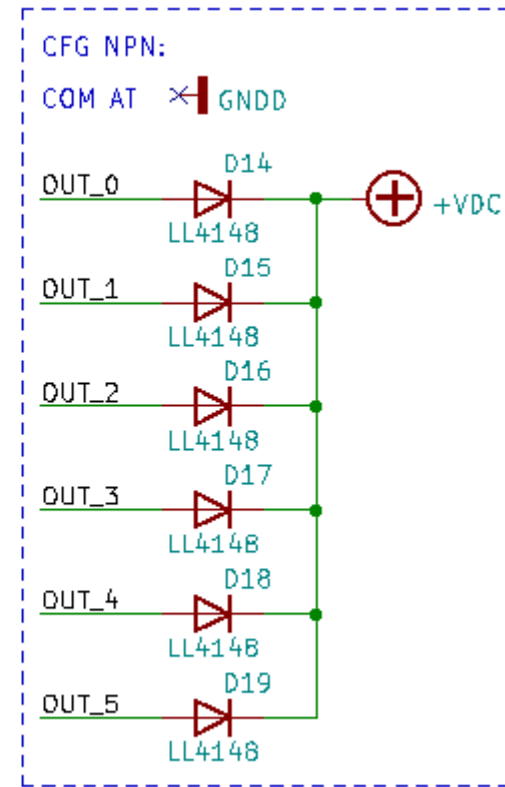 CFG NPN:
COM AT GNDD
D14
OUT_0
+VDC
LL4148
D15
OUT_1
LL4148
D16
OUT_2
LL4148
D17
OUT_3
LL4148
D18
OUT_4
LL4148
D19
OUT_5
LL4148